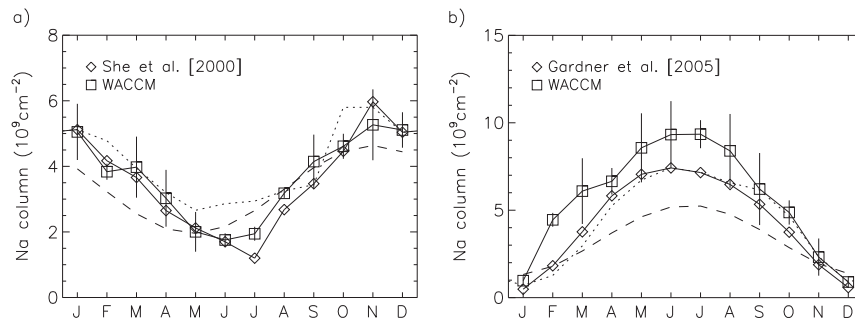 a)
8
6
4
2
0
Na column (10⁹cm⁻²)
She et al. [2000]
WACCM
J F M A M J J A S O N D
b)
15
10
5
0
Na column (10⁹cm⁻²)
Gardner et al. [2005]
WACCM
J F M A M J J A S O N D